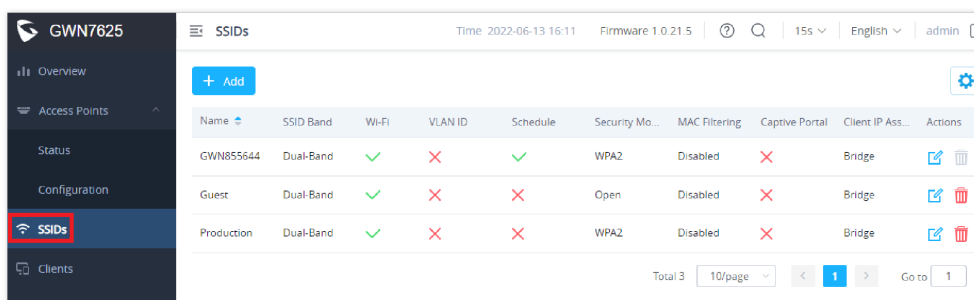 GWN7625
SSIDs Time 2022-06-13 16:11 Firmware 1.0.21.5 15s English admin
Overview
Access Points
Status
Configuration
SSIDs
Clients
+ Add
Name SSID Band Wi-Fi VLAN ID Schedule Security Mo... MAC Filtering Captive Portal Client IP Ass... Actions
GWN855644 Dual-Band WPA2 Disabled Bridge
Guest Dual-Band Open Disabled Bridge
Production Dual-Band WPA2 Disabled Bridge
Total 3 10/page < 1 > Go to 1